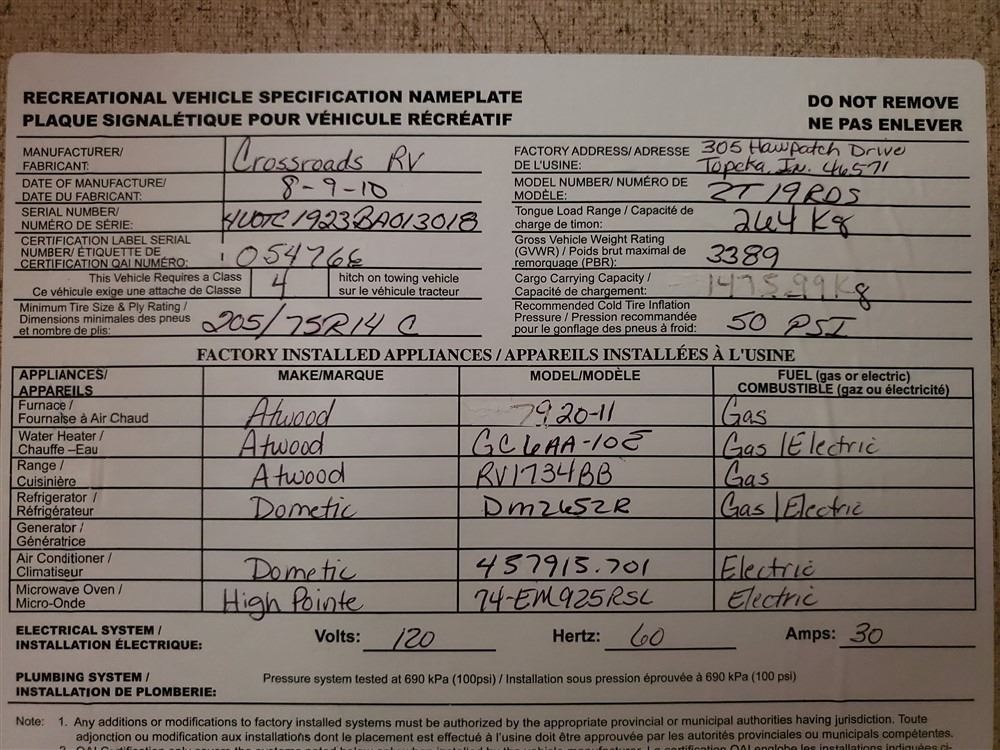 RECREATIONAL VEHICLE SPECIFICATION NAMEPLATE
PLAQUE SIGNALÉTIQUE POUR VÉHICULE RÉCRÉATIF
DO NOT REMOVE
NE PAS ENLEVER
MANUFACTURER/
FABRICANT:
Crossroads RV
FACTORY ADDRESS/ ADRESSE
DE L'USINE:
305 Hawpatch Drive
Topeka, In. 46571
DATE OF MANUFACTURE/
DATE DU FABRICANT:
8-9-10
MODEL NUMBER/ NUMÉRO DE
MODÈLE:
ZT19RDS
SERIAL NUMBER/
NUMÉRO DE SÉRIE:
4V0TC1923BA013018
Tongue Load Range / Capacité de
charge de timon:
264 Kg
CERTIFICATION LABEL SERIAL
NUMBER/ ÉTIQUETTE DE
CERTIFICATION QAI NUMÉRO:
054766
Gross Vehicle Weight Rating
(GVWR) / Poids brut maximal de
remorquage (PBR):
3389
This Vehicle Requires a Class
Ce véhicule exige une attache de Classe
4
hitch on towing vehicle
sur le véhicule tracteur
Cargo Carrying Capacity /
Capacité de chargement:
1475.99 Kg
Minimum Tire Size & Ply Rating /
Dimensions minimales des pneus
et nombre de plis:
205/75R14 C
Recommended Cold Tire Inflation
Pressure / Pression recommandée
pour le gonflage des pneus à froid:
50 PSI
FACTORY INSTALLED APPLIANCES / APPAREILS INSTALLÉES À L'USINE
APPLIANCES/
APPAREILS
MAKE/MARQUE
MODEL/MODÈLE
FUEL (gas or electric)
COMBUSTIBLE (gaz ou électricité)
Furnace /
Fournaise à Air Chaud
Atwood
7920-11
Gas
Water Heater /
Chauffe –Eau
Atwood
GC6AA-10E
Gas | Electric
Range /
Cuisinière
Atwood
RV1734BB
Gas
Refrigerator /
Réfrigérateur
Dometic
Dm2652R
Gas | Electric
Generator /
Génératrice
Air Conditioner /
Climatiseur
Dometic
457915.701
Electric
Microwave Oven /
Micro-Onde
High Pointe
74-EM925RSL
Electric
ELECTRICAL SYSTEM /
INSTALLATION ÉLECTRIQUE:
Volts: 120
Hertz: 60
Amps: 30
PLUMBING SYSTEM /
INSTALLATION DE PLOMBERIE:
Pressure system tested at 690 kPa (100psi) / Installation sous pression éprouvée à 690 kPa (100 psi)
Note: 1. Any additions or modifications to factory installed systems must be authorized by the appropriate provincial or municipal authorities having jurisdiction. Toute
adjonction ou modification aux installations dont le placement est effectué à l'usine doit être approuvée par les autorités provinciales ou municipales compétentes.